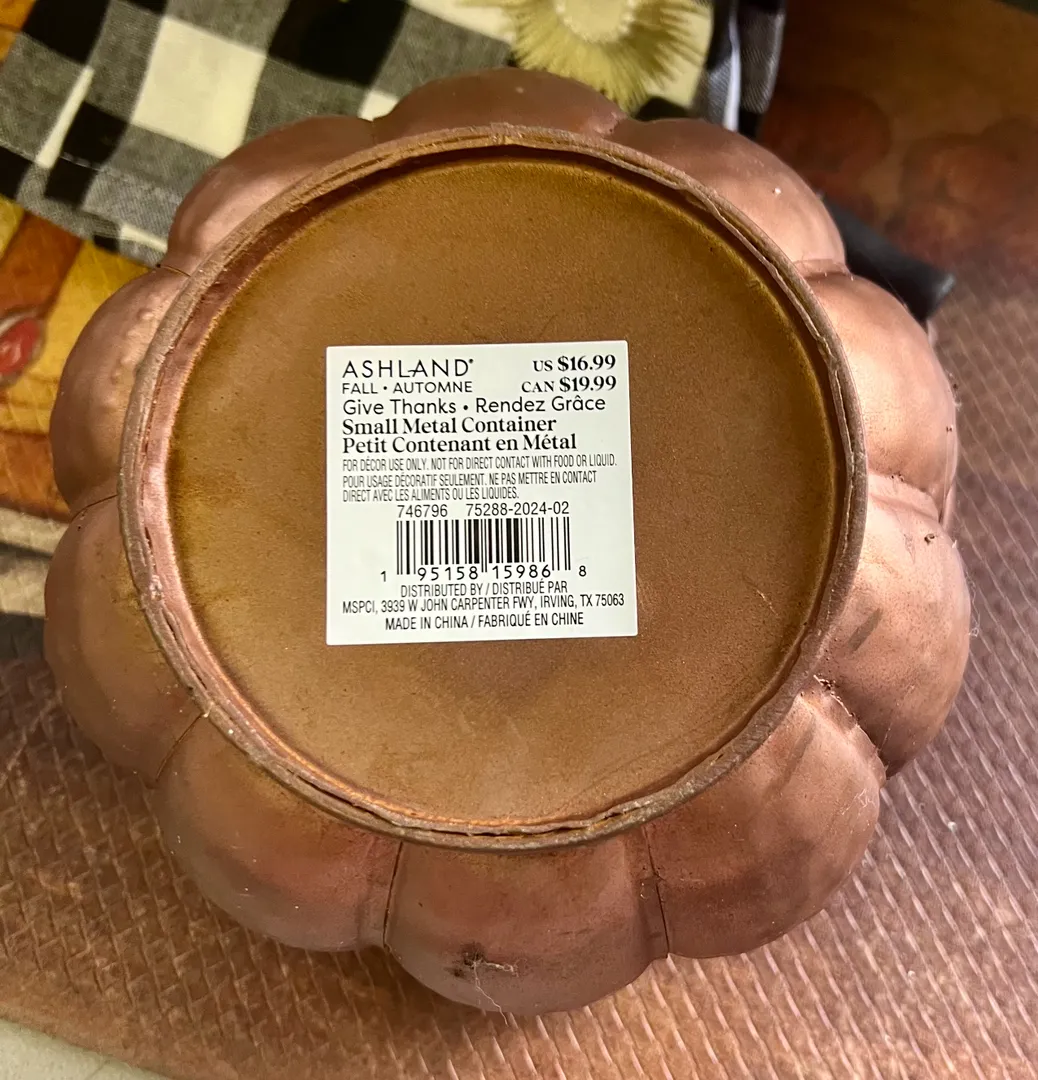 ASHLAND® US $16.99
FALL • AUTOMNE CAN $19.99
Give Thanks • Rendez Grâce
Small Metal Container
Petit Contenant en Métal
FOR DÉCOR USE ONLY. NOT FOR DIRECT CONTACT WITH FOOD OR LIQUID.
POUR USAGE DÉCORATIF SEULEMENT. NE PAS METTRE EN CONTACT
DIRECT AVEC LES ALIMENTS OU LES LIQUIDES.
746796 75288-2024-02
1 95158 15986 8
DISTRIBUTED BY / DISTRIBUÉ PAR
MSPCI, 3939 W JOHN CARPENTER FWY, IRVING, TX 75063
MADE IN CHINA / FABRIQUÉ EN CHINE